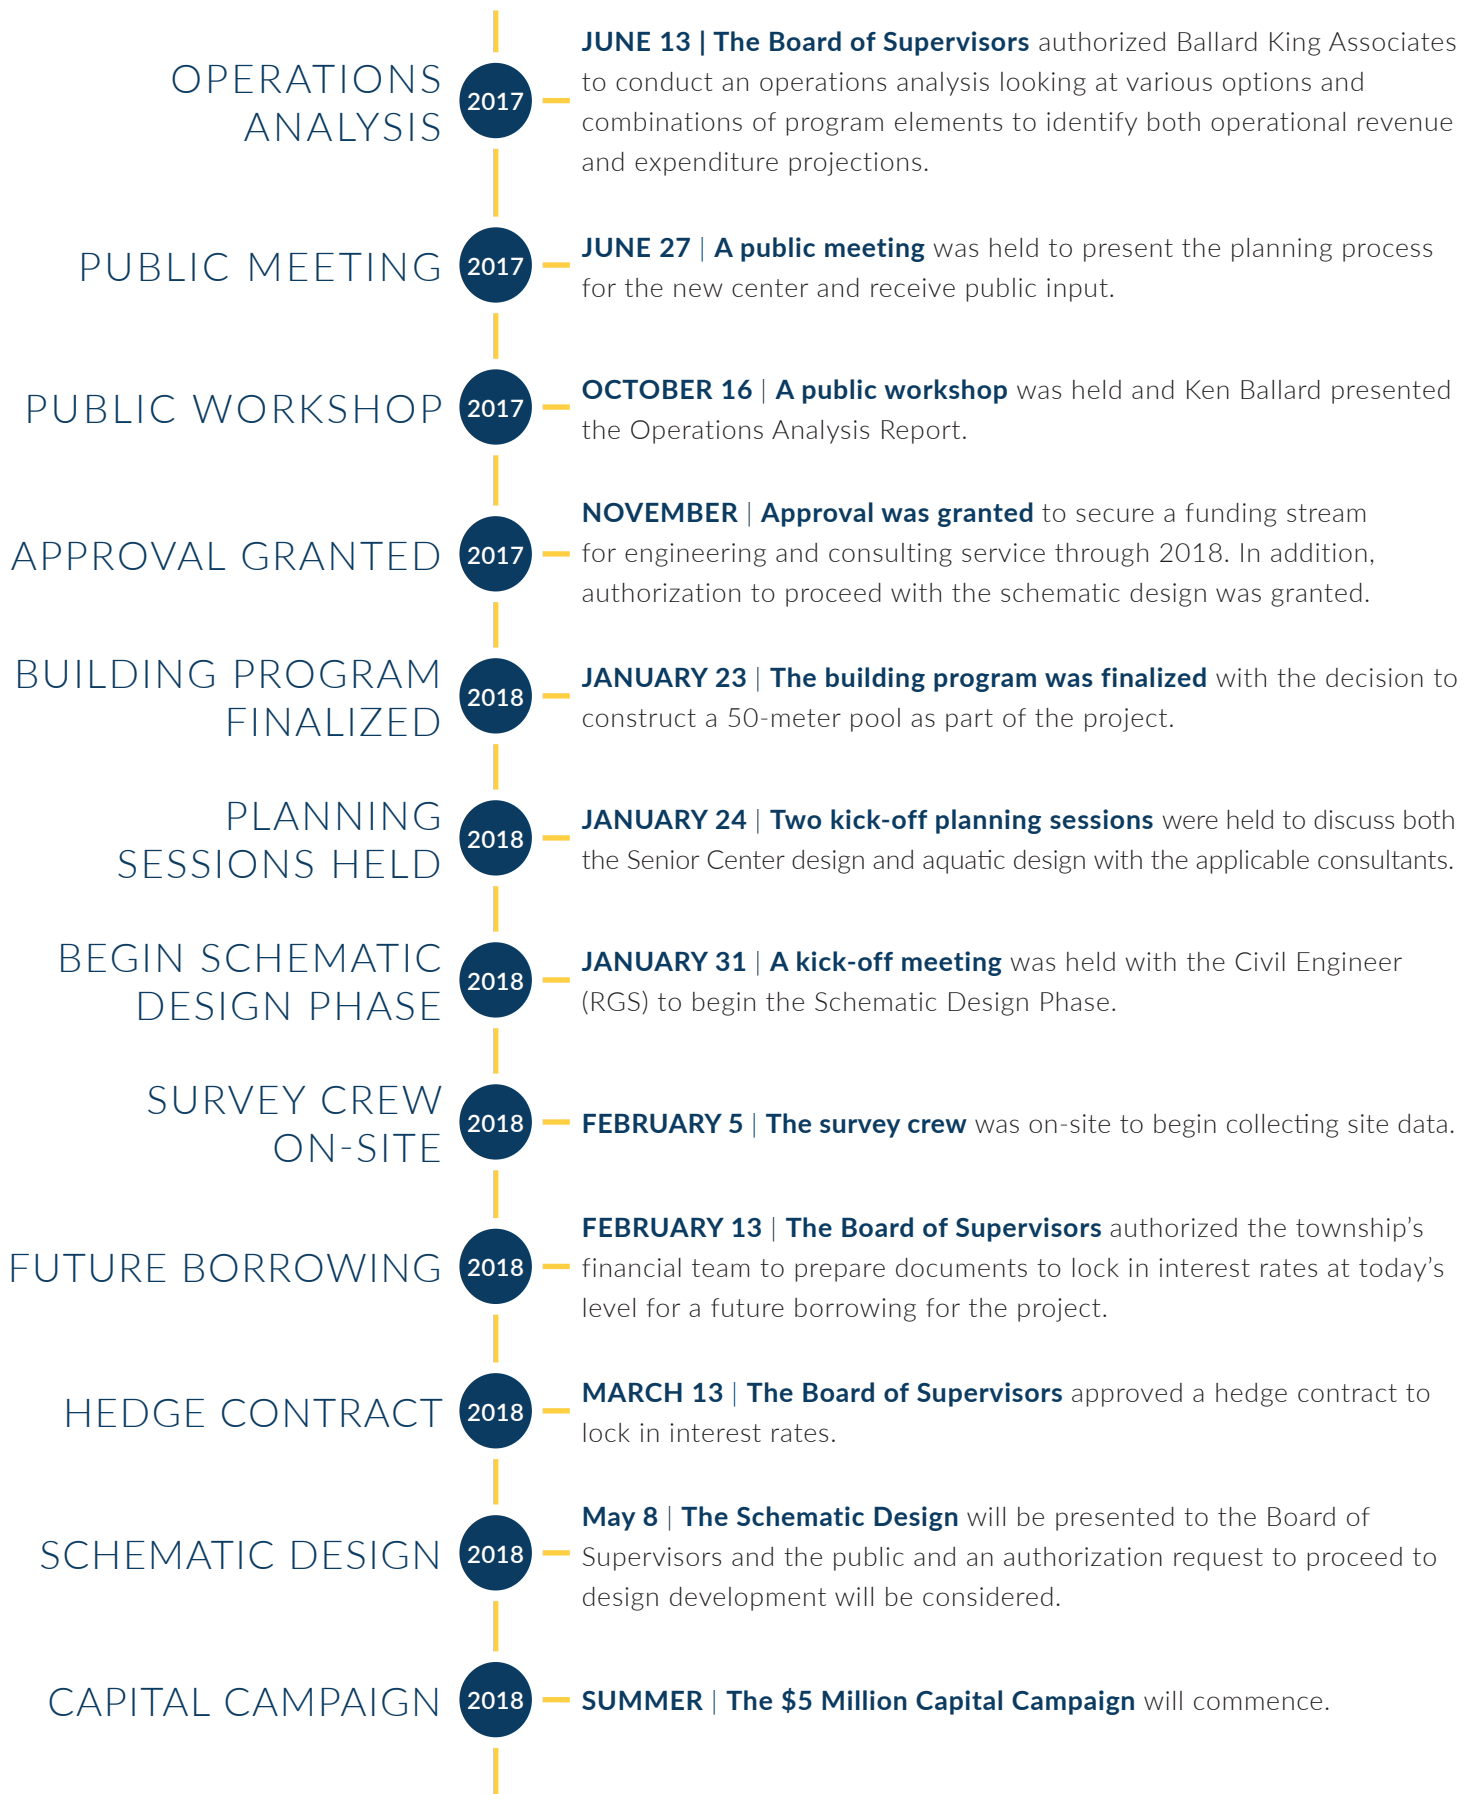 OPERATIONS
ANALYSIS
2017
JUNE 13 | The Board of Supervisors authorized Ballard King Associates
to conduct an operations analysis looking at various options and
combinations of program elements to identify both operational revenue
and expenditure projections.
PUBLIC MEETING
2017
JUNE 27 | A public meeting was held to present the planning process
for the new center and receive public input.
PUBLIC WORKSHOP
2017
OCTOBER 16 | A public workshop was held and Ken Ballard presented
the Operations Analysis Report.
APPROVAL GRANTED
2017
NOVEMBER | Approval was granted to secure a funding stream
for engineering and consulting service through 2018. In addition,
authorization to proceed with the schematic design was granted.
BUILDING PROGRAM
FINALIZED
2018
JANUARY 23 | The building program was finalized with the decision to
construct a 50-meter pool as part of the project.
PLANNING
SESSIONS HELD
2018
JANUARY 24 | Two kick-off planning sessions were held to discuss both
the Senior Center design and aquatic design with the applicable consultants.
BEGIN SCHEMATIC
DESIGN PHASE
2018
JANUARY 31 | A kick-off meeting was held with the Civil Engineer
(RGS) to begin the Schematic Design Phase.
SURVEY CREW
ON-SITE
2018
FEBRUARY 5 | The survey crew was on-site to begin collecting site data.
FUTURE BORROWING
2018
FEBRUARY 13 | The Board of Supervisors authorized the township's
financial team to prepare documents to lock in interest rates at today's
level for a future borrowing for the project.
HEDGE CONTRACT
2018
MARCH 13 | The Board of Supervisors approved a hedge contract to
lock in interest rates.
SCHEMATIC DESIGN
2018
May 8 | The Schematic Design will be presented to the Board of
Supervisors and the public and an authorization request to proceed to
design development will be considered.
CAPITAL CAMPAIGN
2018
SUMMER | The $5 Million Capital Campaign will commence.